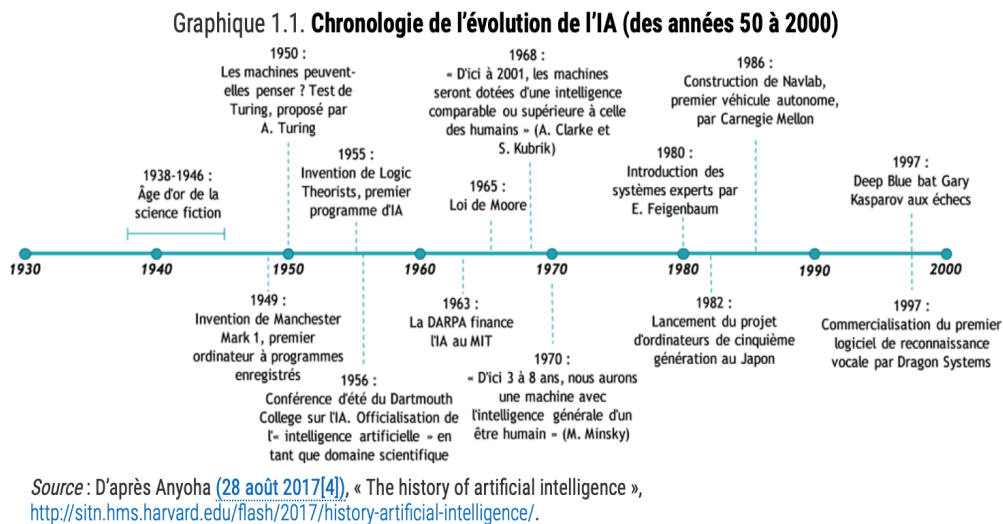 Graphique 1.1. Chronologie de l'évolution de l'IA (des années 50 à 2000)
1950 :
Les machines peuvent-
elles penser ? Test de
Turing, proposé par
A. Turing
1968 :
« D'ici à 2001, les machines
seront dotées d'une intelligence
comparable ou supérieure à celle
des humains » (A. Clarke et
S. Kubrik)
1986 :
Construction de Navlab,
premier véhicule autonome,
par Carnegie Mellon
1938-1946 :
Âge d'or de la
science fiction
1955 :
Invention de Logic
Theorists, premier
programme d'IA
1965 :
Loi de Moore
1980 :
Introduction des
systèmes experts par
E. Feigenbaum
1997 :
Deep Blue bat Gary
Kasparov aux échecs
1930
1940
1950
1960
1970
1980
1990
2000
1949 :
Invention de Manchester
Mark 1, premier
ordinateur à programmes
enregistrés
1956 :
Conférence d'été du Dartmouth
College sur l'IA. Officialisation de
l'« intelligence artificielle » en
tant que domaine scientifique
1963 :
La DARPA finance
l'IA au MIT
1970 :
« D'ici 3 à 8 ans, nous aurons
une machine avec
l'intelligence générale d'un
être humain » (M. Minsky)
1982 :
Lancement du projet
d'ordinateurs de cinquième
génération au Japon
1997 :
Commercialisation du premier
logiciel de reconnaissance
vocale par Dragon Systems
Source : D'après Anyoha (28 août 2017[4]), « The history of artificial intelligence »,
http://sitn.hms.harvard.edu/flash/2017/history-artificial-intelligence/.